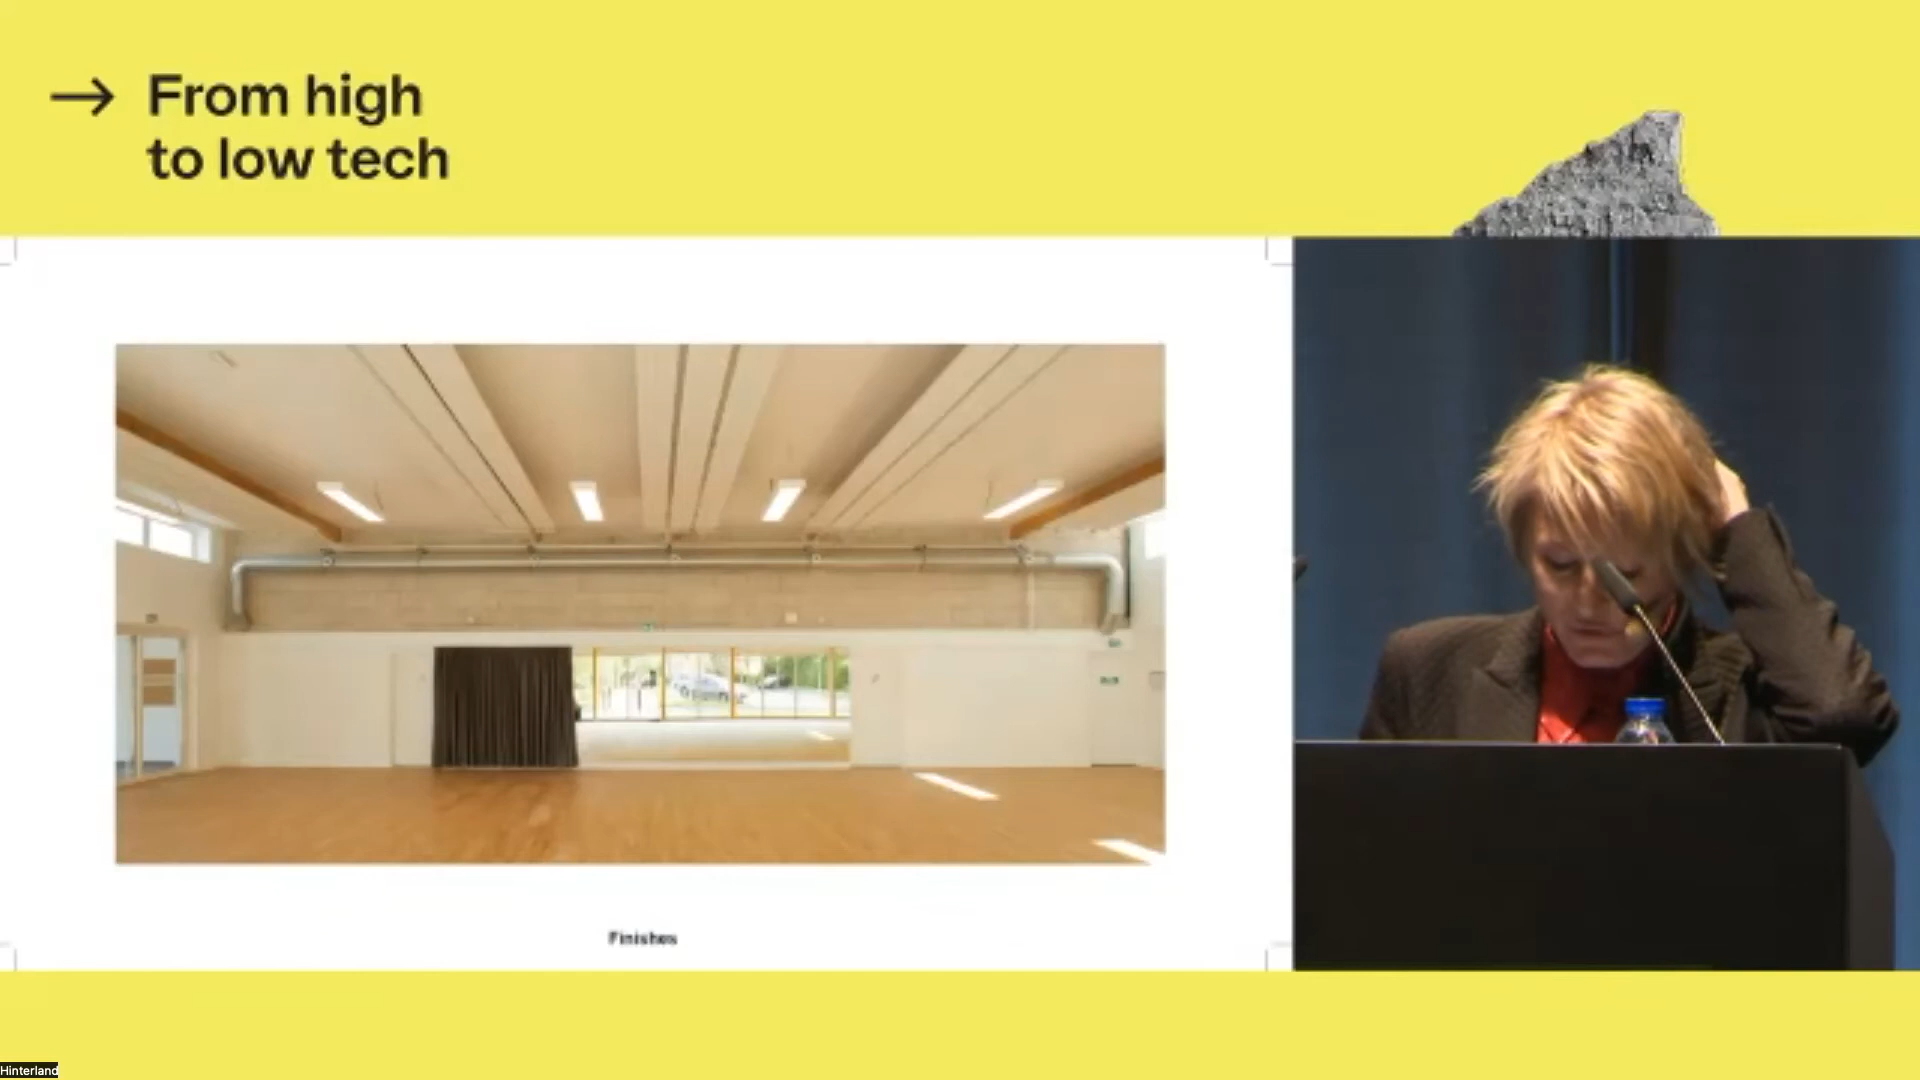 → From high
to low tech
Finishes
Hinterland